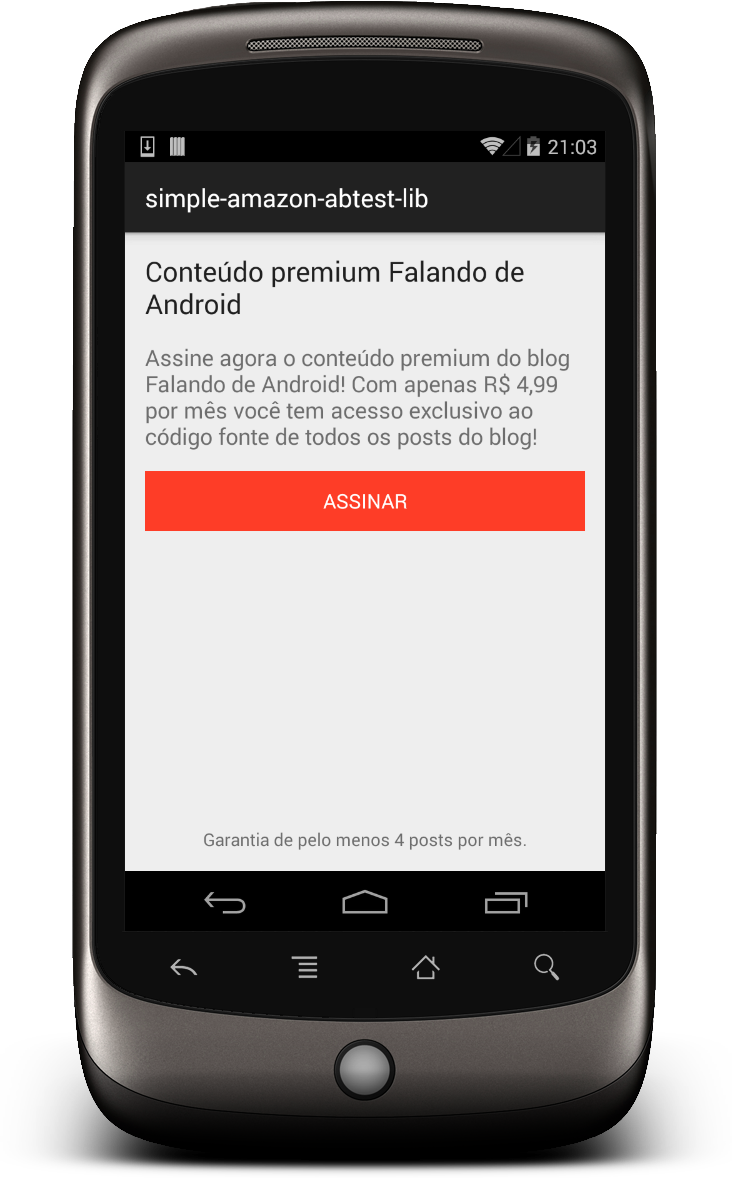 21:03
simple-amazon-abtest-lib
Conteúdo premium Falando de
Android
Assine agora o conteúdo premium do blog
Falando de Android! Com apenas R$ 4,99
por mês você tem acesso exclusivo ao
código fonte de todos os posts do blog!
ASSINAR
Garantia de pelo menos 4 posts por mês.